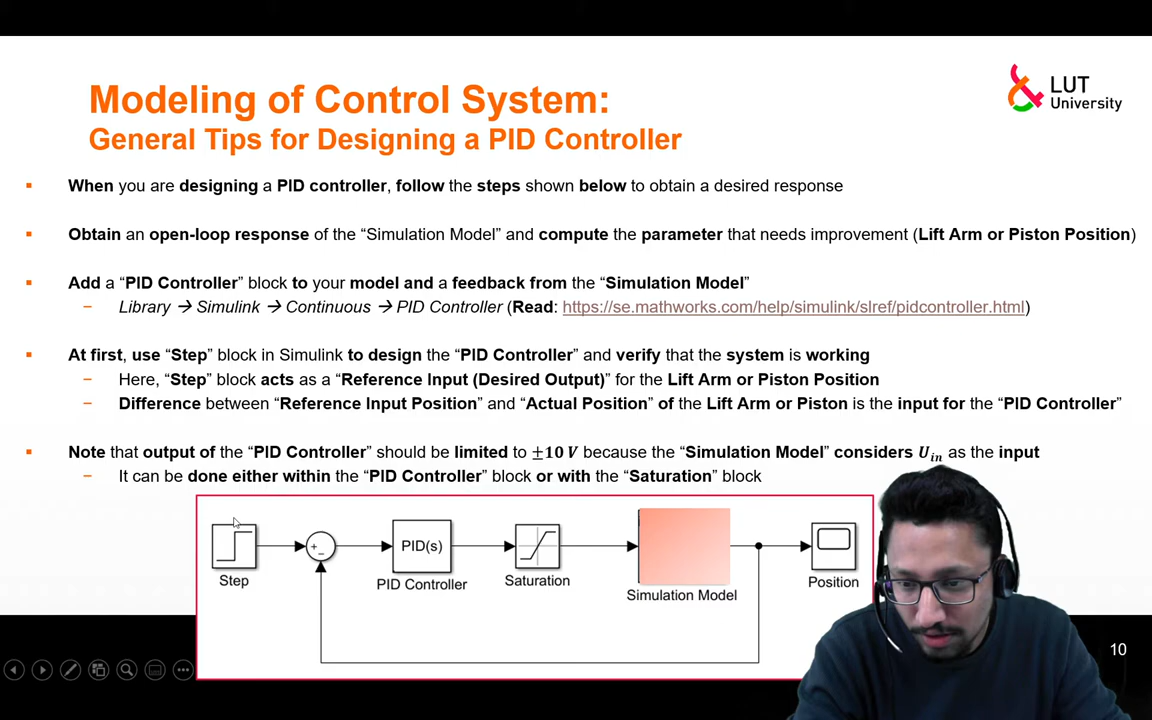 LUT
University
Modeling of Control System:
General Tips for Designing a PID Controller
▪ When you are designing a PID controller, follow the steps shown below to obtain a desired response
▪ Obtain an open-loop response of the “Simulation Model” and compute the parameter that needs improvement (Lift Arm or Piston Position)
▪ Add a “PID Controller” block to your model and a feedback from the “Simulation Model”
− Library → Simulink → Continuous → PID Controller (Read: https://se.mathworks.com/help/simulink/slref/pidcontroller.html)
▪ At first, use “Step” block in Simulink to design the “PID Controller” and verify that the system is working
− Here, “Step” block acts as a “Reference Input (Desired Output)” for the Lift Arm or Piston Position
− Difference between “Reference Input Position” and “Actual Position” of the Lift Arm or Piston is the input for the “PID Controller”
▪ Note that output of the “PID Controller” should be limited to ±10 V because the “Simulation Model” considers U_in as the input
− It can be done either within the “PID Controller” block or with the “Saturation” block
+
−
PID(s)
Step
PID Controller
Saturation
Simulation Model
Position
10